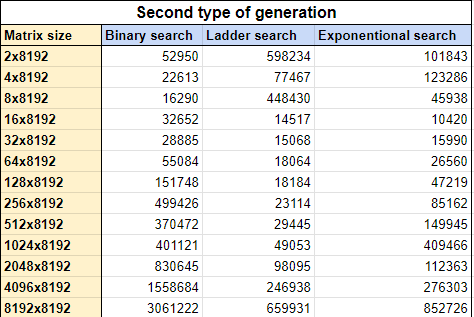 Second type of generation
Matrix size Binary search Ladder search Exponentional search
2x8192 52950 598234 101843
4x8192 22613 77467 123286
8x8192 16290 448430 45938
16x8192 32652 14517 10420
32x8192 28885 15068 15990
64x8192 55084 18064 26560
128x8192 151748 18184 47219
256x8192 499426 23114 85162
512x8192 370472 29445 149945
1024x8192 401121 49053 409466
2048x8192 830645 98095 112363
4096x8192 1558684 246938 276303
8192x8192 3061222 659931 852726